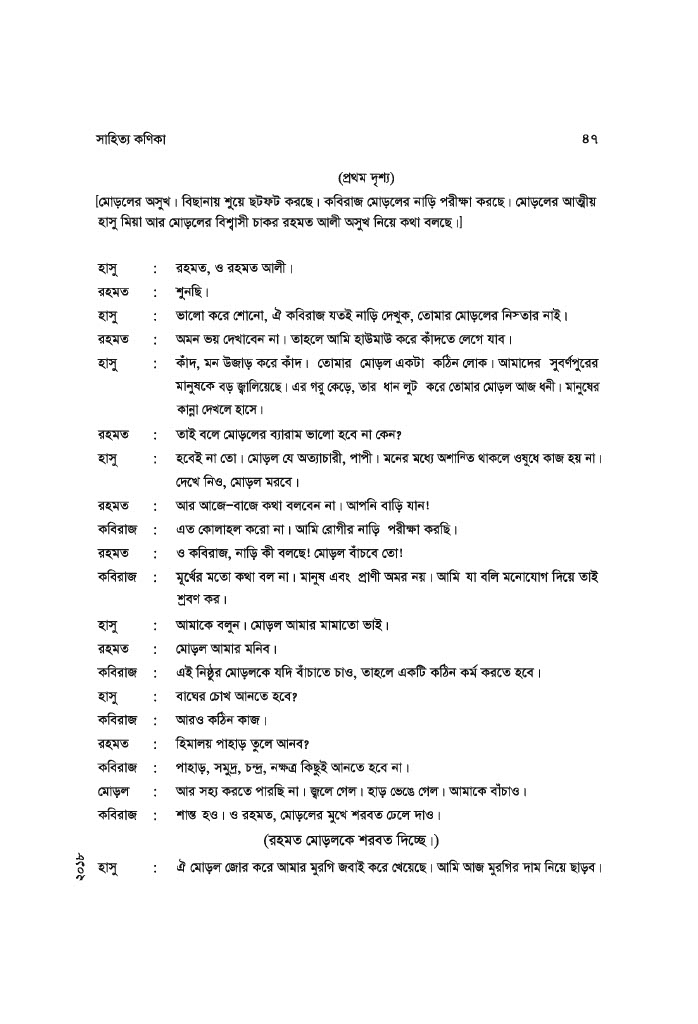 সাহিত্য কণিকা ৪৭
(প্রথম দৃশ্য)
[মোড়লের অসুখ। বিছানায় শুয়ে ছটফট করছে। কবিরাজ মোড়লের নাড়ি পরীক্ষা করছে। মোড়লের আত্মীয়
হাসু মিয়া আর মোড়লের বিশ্বাসী চাকর রহমত আলী অসুখ নিয়ে কথা বলছে।]
হাসু : রহমত, ও রহমত আলী।
রহমত : শুনছি।
হাসু : ভালো করে শোনো, ঐ কবিরাজ যতই নাড়ি দেখুক, তোমার মোড়লের নিস্তার নাই।
রহমত : অমন ভয় দেখাবেন না। তাহলে আমি হাউমাউ করে কাঁদতে লেগে যাব।
হাসু : কাঁদ, মন উজাড় করে কাঁদ। তোমার মোড়ল একটা কঠিন লোক। আমাদের সুবর্ণপুরের
মানুষকে বড় জ্বালিয়েছে। এর গরু কেড়ে, তার ধান লুট করে তোমার মোড়ল আজ ধনী। মানুষের
কান্না দেখলে হাসে।
রহমত : তাই বলে মোড়লের ব্যারাম ভালো হবে না কেন?
হাসু : হবেই না তো। মোড়ল যে অত্যাচারী, পাপী। মনের মধ্যে অশান্তি থাকলে ওষুধে কাজ হয় না।
দেখে নিও, মোড়ল মরবে।
রহমত : আর আজে-বাজে কথা বলবেন না। আপনি বাড়ি যান!
কবিরাজ : এত কোলাহল করো না। আমি রোগীর নাড়ি পরীক্ষা করছি।
রহমত : ও কবিরাজ, নাড়ি কী বলছে! মোড়ল বাঁচবে তো!
কবিরাজ : মূর্খের মতো কথা বল না। মানুষ এবং প্রাণী অমর নয়। আমি যা বলি মনোযোগ দিয়ে তাই
শ্রবণ কর।
হাসু : আমাকে বলুন। মোড়ল আমার মামাতো ভাই।
রহমত : মোড়ল আমার মনিব।
কবিরাজ : এই নিষ্ঠুর মোড়লকে যদি বাঁচাতে চাও, তাহলে একটি কঠিন কর্ম করতে হবে।
হাসু : বাঘের চোখ আনতে হবে?
কবিরাজ : আরও কঠিন কাজ।
রহমত : হিমালয় পাহাড় তুলে আনব?
কবিরাজ : পাহাড়, সমুদ্র, চন্দ্র, নক্ষত্র কিছুই আনতে হবে না।
মোড়ল : আর সহ্য করতে পারছি না। জ্বলে গেল। হাড় ভেঙে গেল। আমাকে বাঁচাও।
কবিরাজ : শান্ত হও। ও রহমত, মোড়লের মুখে শরবত ঢেলে দাও।
(রহমত মোড়লকে শরবত দিচ্ছে।)
হাসু : ঐ মোড়ল জোর করে আমার মুরগি জবাই করে খেয়েছে। আমি আজ মুরগির দাম নিয়ে ছাড়ব।
২০১৮